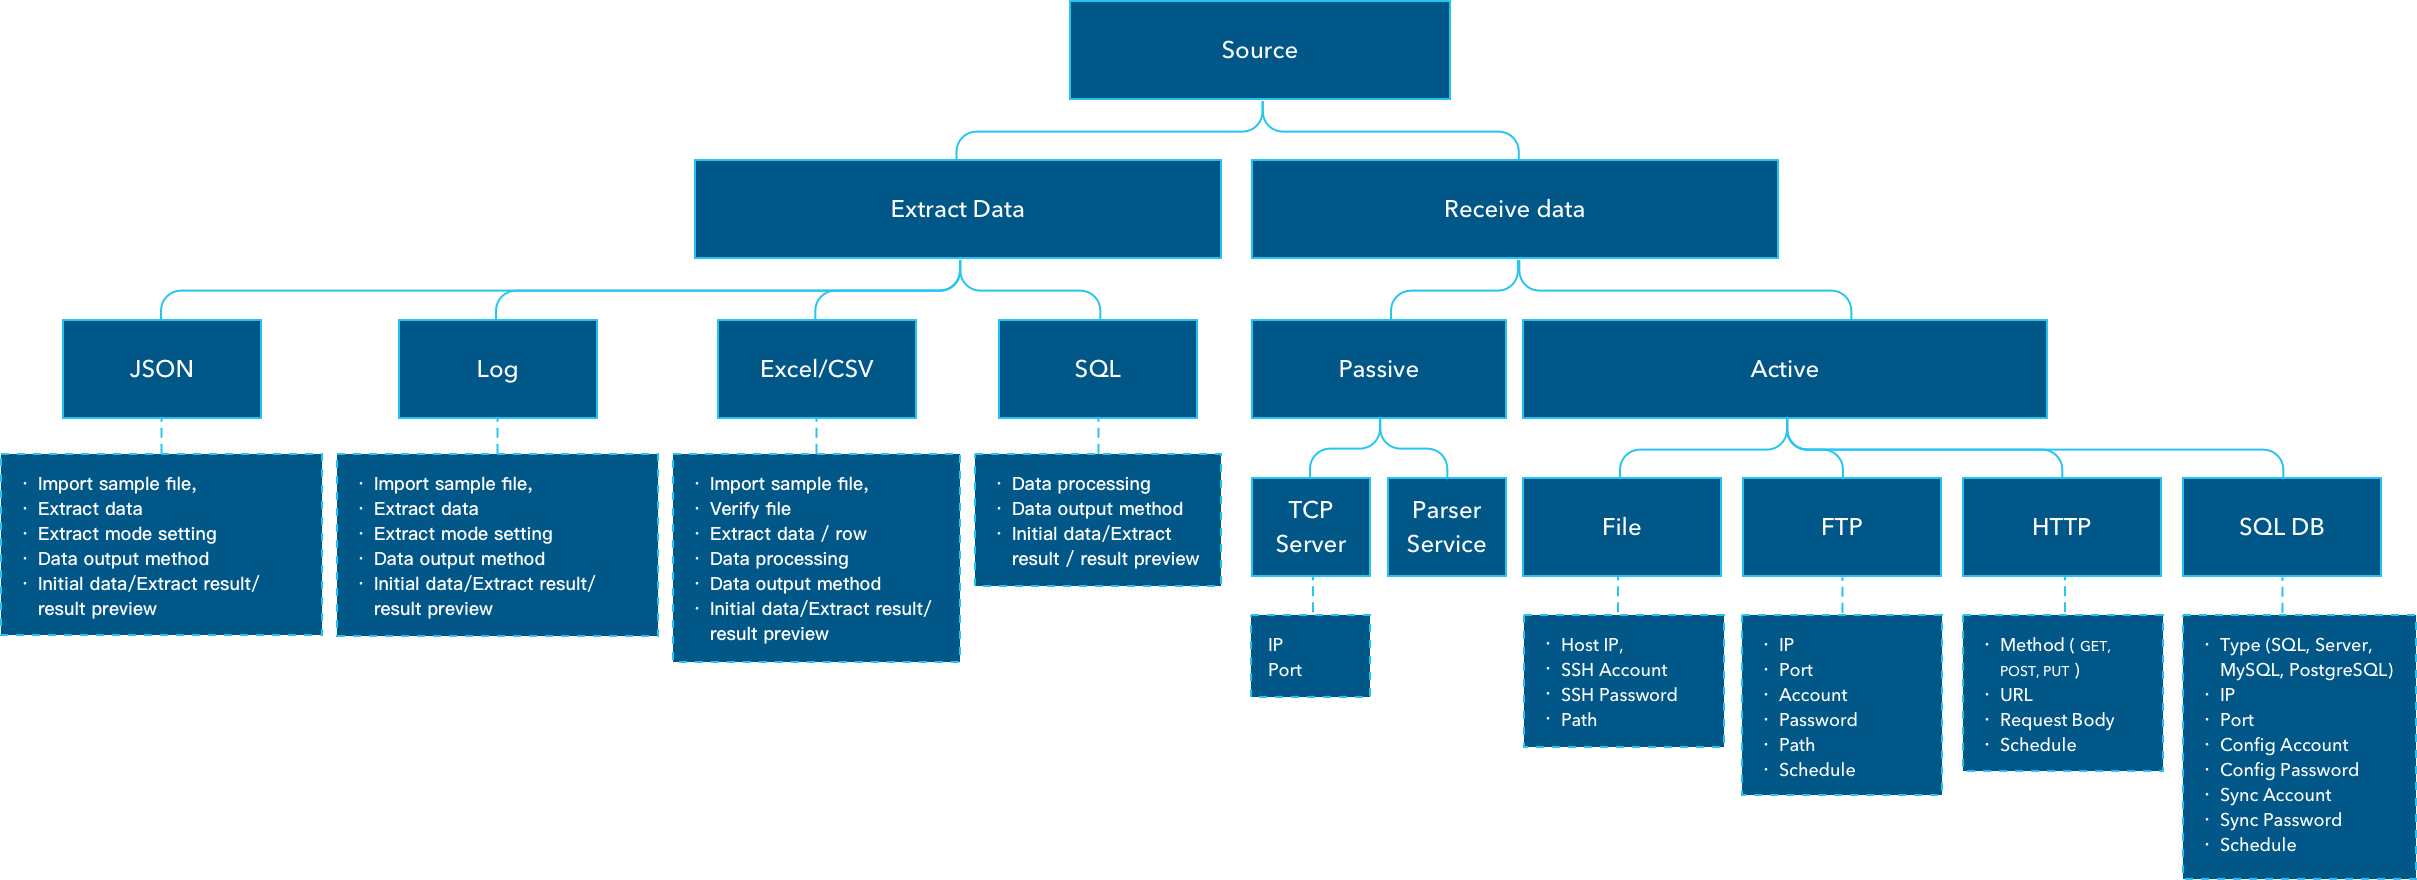 Source
Extract Data
Receive data
JSON
Log
Excel/CSV
SQL
Passive
Active
· Import sample file,
· Extract data
· Extract mode setting
· Data output method
· Initial data/Extract result/
result preview
· Import sample file,
· Extract data
· Extract mode setting
· Data output method
· Initial data/Extract result/
result preview
· Import sample file,
· Verify file
· Extract data / row
· Data processing
· Data output method
· Initial data/Extract result/
result preview
· Data processing
· Data output method
· Initial data/Extract
result / result preview
TCP
Server
Parser
Service
File
FTP
HTTP
SQL DB
IP
Port
· Host IP,
· SSH Account
· SSH Password
· Path
· IP
· Port
· Account
· Password
· Path
· Schedule
· Method ( GET,
POST, PUT )
· URL
· Request Body
· Schedule
· Type (SQL, Server,
MySQL, PostgreSQL)
· IP
· Port
· Config Account
· Config Password
· Sync Account
· Sync Password
· Schedule